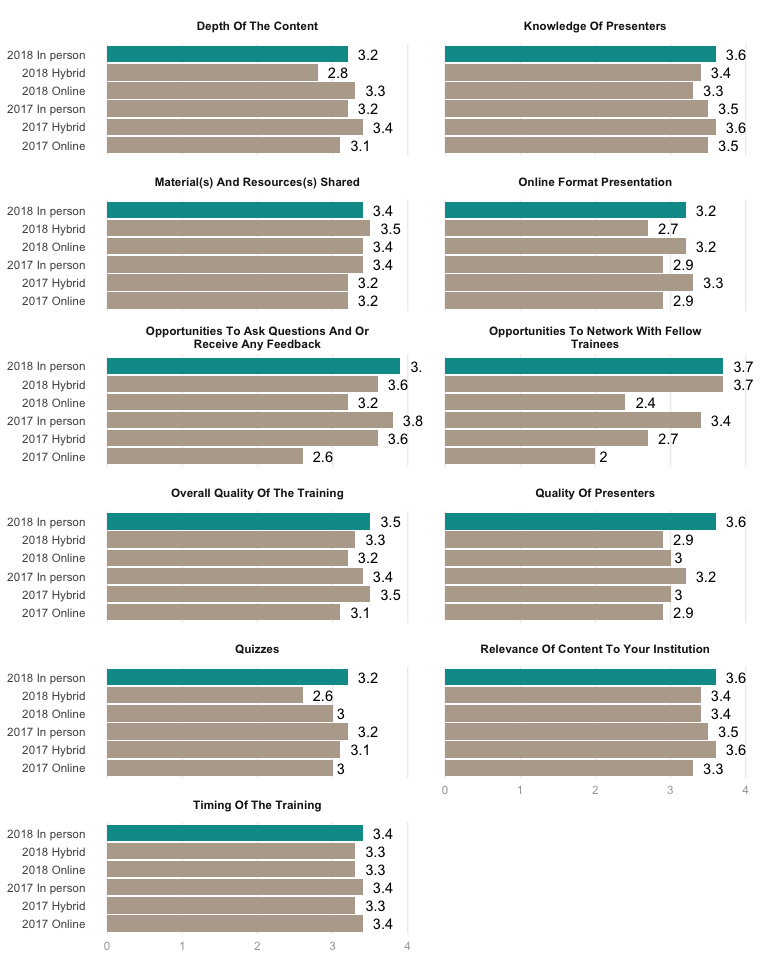 Depth Of The Content
2018 In person 3.2
2018 Hybrid 2.8
2018 Online 3.3
2017 In person 3.2
2017 Hybrid 3.4
2017 Online 3.1
Knowledge Of Presenters
3.6
3.4
3.3
3.5
3.6
3.5
Material(s) And Resources(s) Shared
2018 In person 3.4
2018 Hybrid 3.5
2018 Online 3.4
2017 In person 3.4
2017 Hybrid 3.2
2017 Online 3.2
Online Format Presentation
3.2
2.7
3.2
2.9
3.3
2.9
Opportunities To Ask Questions And Or
Receive Any Feedback
2018 In person 3.
2018 Hybrid 3.6
2018 Online 3.2
2017 In person 3.8
2017 Hybrid 3.6
2017 Online 2.6
Opportunities To Network With Fellow
Trainees
3.7
3.7
2.4
3.4
2.7
2
Overall Quality Of The Training
2018 In person 3.5
2018 Hybrid 3.3
2018 Online 3.2
2017 In person 3.4
2017 Hybrid 3.5
2017 Online 3.1
Quality Of Presenters
3.6
2.9
3
3.2
3
2.9
Quizzes
2018 In person 3.2
2018 Hybrid 2.6
2018 Online 3
2017 In person 3.2
2017 Hybrid 3.1
2017 Online 3
Relevance Of Content To Your Institution
3.6
3.4
3.4
3.5
3.6
3.3
0 1 2 3 4
Timing Of The Training
2018 In person 3.4
2018 Hybrid 3.3
2018 Online 3.3
2017 In person 3.4
2017 Hybrid 3.3
2017 Online 3.4
0 1 2 3 4